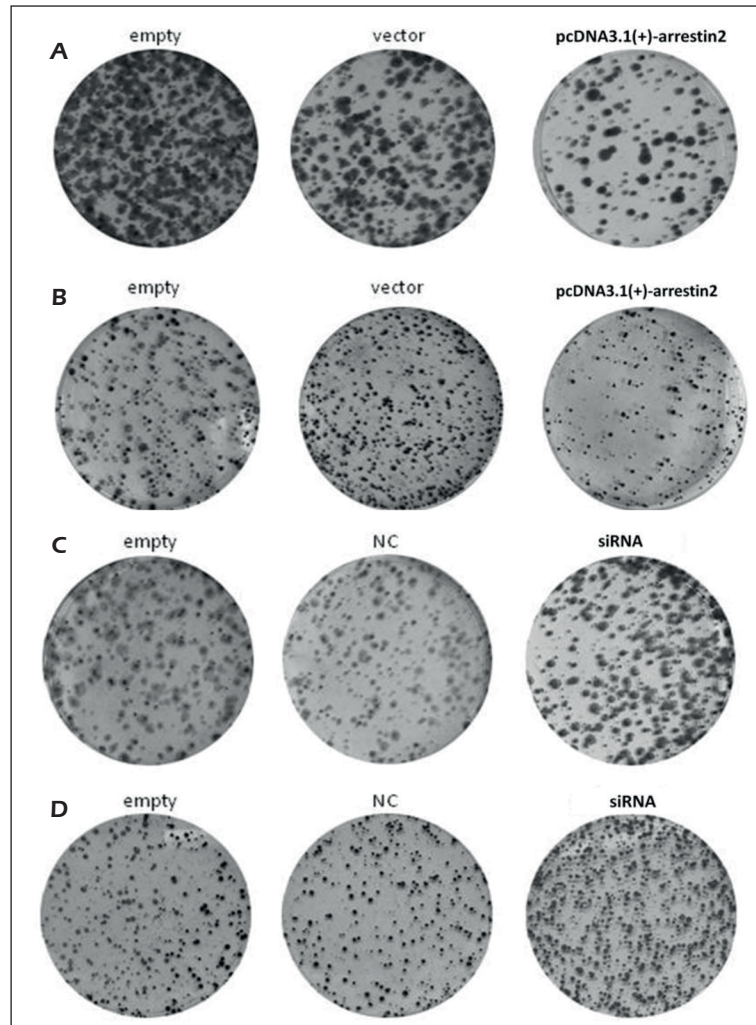 A empty vector pcDNA3.1(+)-arrestin2
B empty vector pcDNA3.1(+)-arrestin2
C empty NC siRNA
D empty NC siRNA